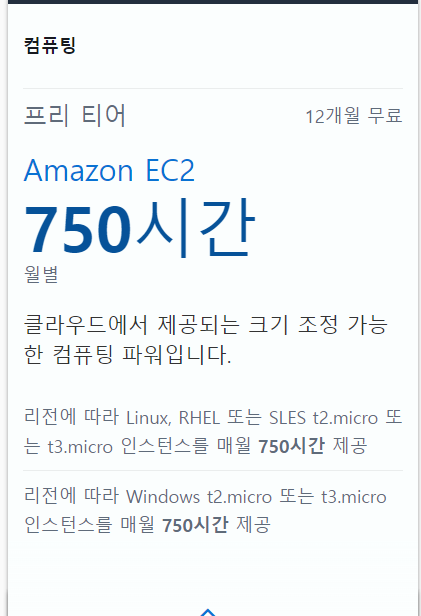 컴퓨팅
프리 티어 12개월 무료
Amazon EC2
750시간
월별
클라우드에서 제공되는 크기 조정 가능
한 컴퓨팅 파워입니다.
리전에 따라 Linux, RHEL 또는 SLES t2.micro 또
는 t3.micro 인스턴스를 매월 750시간 제공
리전에 따라 Windows t2.micro 또는 t3.micro
인스턴스를 매월 750시간 제공